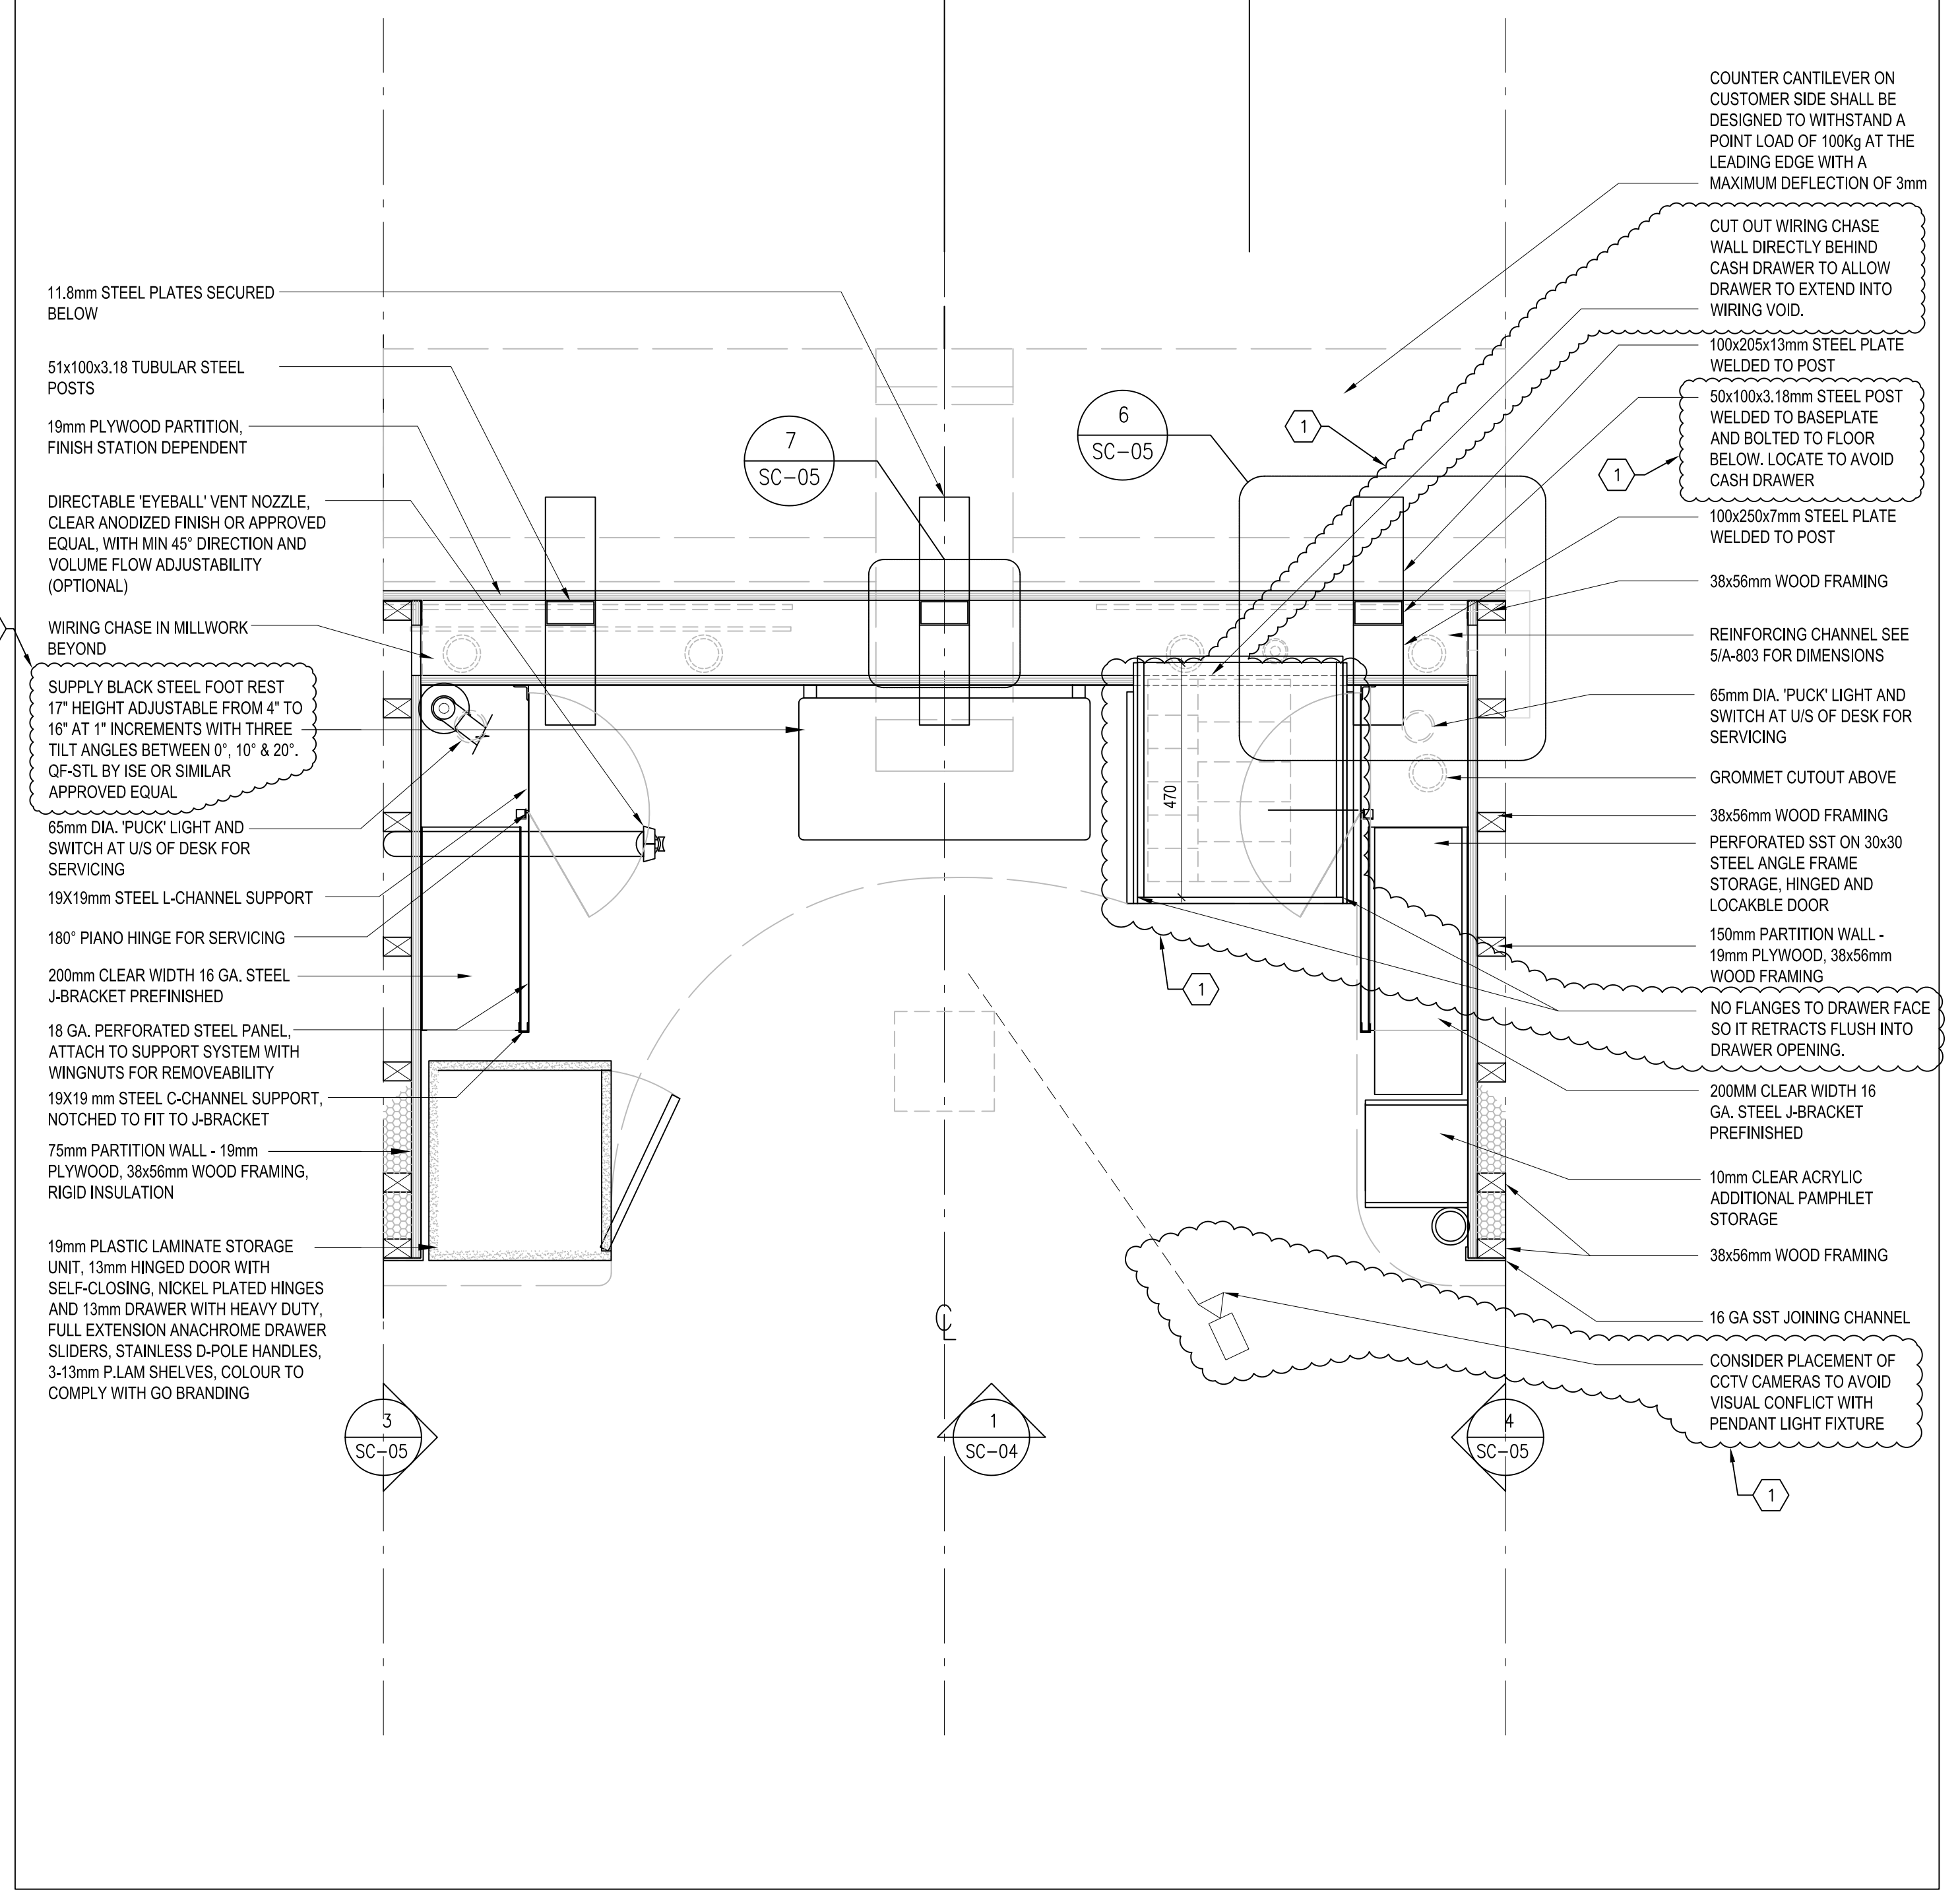 11.8mm STEEL PLATES SECURED
BELOW
51x100x3.18 TUBULAR STEEL
POSTS
19mm PLYWOOD PARTITION,
FINISH STATION DEPENDENT
DIRECTABLE 'EYEBALL' VENT NOZZLE,
CLEAR ANODIZED FINISH OR APPROVED
EQUAL, WITH MIN 45° DIRECTION AND
VOLUME FLOW ADJUSTABILITY
(OPTIONAL)
WIRING CHASE IN MILLWORK
BEYOND
SUPPLY BLACK STEEL FOOT REST
17" HEIGHT ADJUSTABLE FROM 4" TO
16" AT 1" INCREMENTS WITH THREE
TILT ANGLES BETWEEN 0°, 10° & 20°.
QF-STL BY ISE OR SIMILAR
APPROVED EQUAL
65mm DIA. 'PUCK' LIGHT AND
SWITCH AT U/S OF DESK FOR
SERVICING
19X19mm STEEL L-CHANNEL SUPPORT
180° PIANO HINGE FOR SERVICING
200mm CLEAR WIDTH 16 GA. STEEL
J-BRACKET PREFINISHED
18 GA. PERFORATED STEEL PANEL,
ATTACH TO SUPPORT SYSTEM WITH
WINGNUTS FOR REMOVEABILITY
19X19 mm STEEL C-CHANNEL SUPPORT,
NOTCHED TO FIT TO J-BRACKET
75mm PARTITION WALL - 19mm
PLYWOOD, 38x56mm WOOD FRAMING,
RIGID INSULATION
19mm PLASTIC LAMINATE STORAGE
UNIT, 13mm HINGED DOOR WITH
SELF-CLOSING, NICKEL PLATED HINGES
AND 13mm DRAWER WITH HEAVY DUTY,
FULL EXTENSION ANACHROME DRAWER
SLIDERS, STAINLESS D-POLE HANDLES,
3-13mm P.LAM SHELVES, COLOUR TO
COMPLY WITH GO BRANDING
7
SC-05
6
SC-05
1
1
470
1
CL
3
SC-05
1
SC-04
4
SC-05
1
COUNTER CANTILEVER ON
CUSTOMER SIDE SHALL BE
DESIGNED TO WITHSTAND A
POINT LOAD OF 100Kg AT THE
LEADING EDGE WITH A
MAXIMUM DEFLECTION OF 3mm
CUT OUT WIRING CHASE
WALL DIRECTLY BEHIND
CASH DRAWER TO ALLOW
DRAWER TO EXTEND INTO
WIRING VOID.
100x205x13mm STEEL PLATE
WELDED TO POST
50x100x3.18mm STEEL POST
WELDED TO BASEPLATE
AND BOLTED TO FLOOR
BELOW. LOCATE TO AVOID
CASH DRAWER
100x250x7mm STEEL PLATE
WELDED TO POST
38x56mm WOOD FRAMING
REINFORCING CHANNEL SEE
5/A-803 FOR DIMENSIONS
65mm DIA. 'PUCK' LIGHT AND
SWITCH AT U/S OF DESK FOR
SERVICING
GROMMET CUTOUT ABOVE
38x56mm WOOD FRAMING
PERFORATED SST ON 30x30
STEEL ANGLE FRAME
STORAGE, HINGED AND
LOCAKBLE DOOR
150mm PARTITION WALL -
19mm PLYWOOD, 38x56mm
WOOD FRAMING
NO FLANGES TO DRAWER FACE
SO IT RETRACTS FLUSH INTO
DRAWER OPENING.
200MM CLEAR WIDTH 16
GA. STEEL J-BRACKET
PREFINISHED
10mm CLEAR ACRYLIC
ADDITIONAL PAMPHLET
STORAGE
38x56mm WOOD FRAMING
16 GA SST JOINING CHANNEL
CONSIDER PLACEMENT OF
CCTV CAMERAS TO AVOID
VISUAL CONFLICT WITH
PENDANT LIGHT FIXTURE